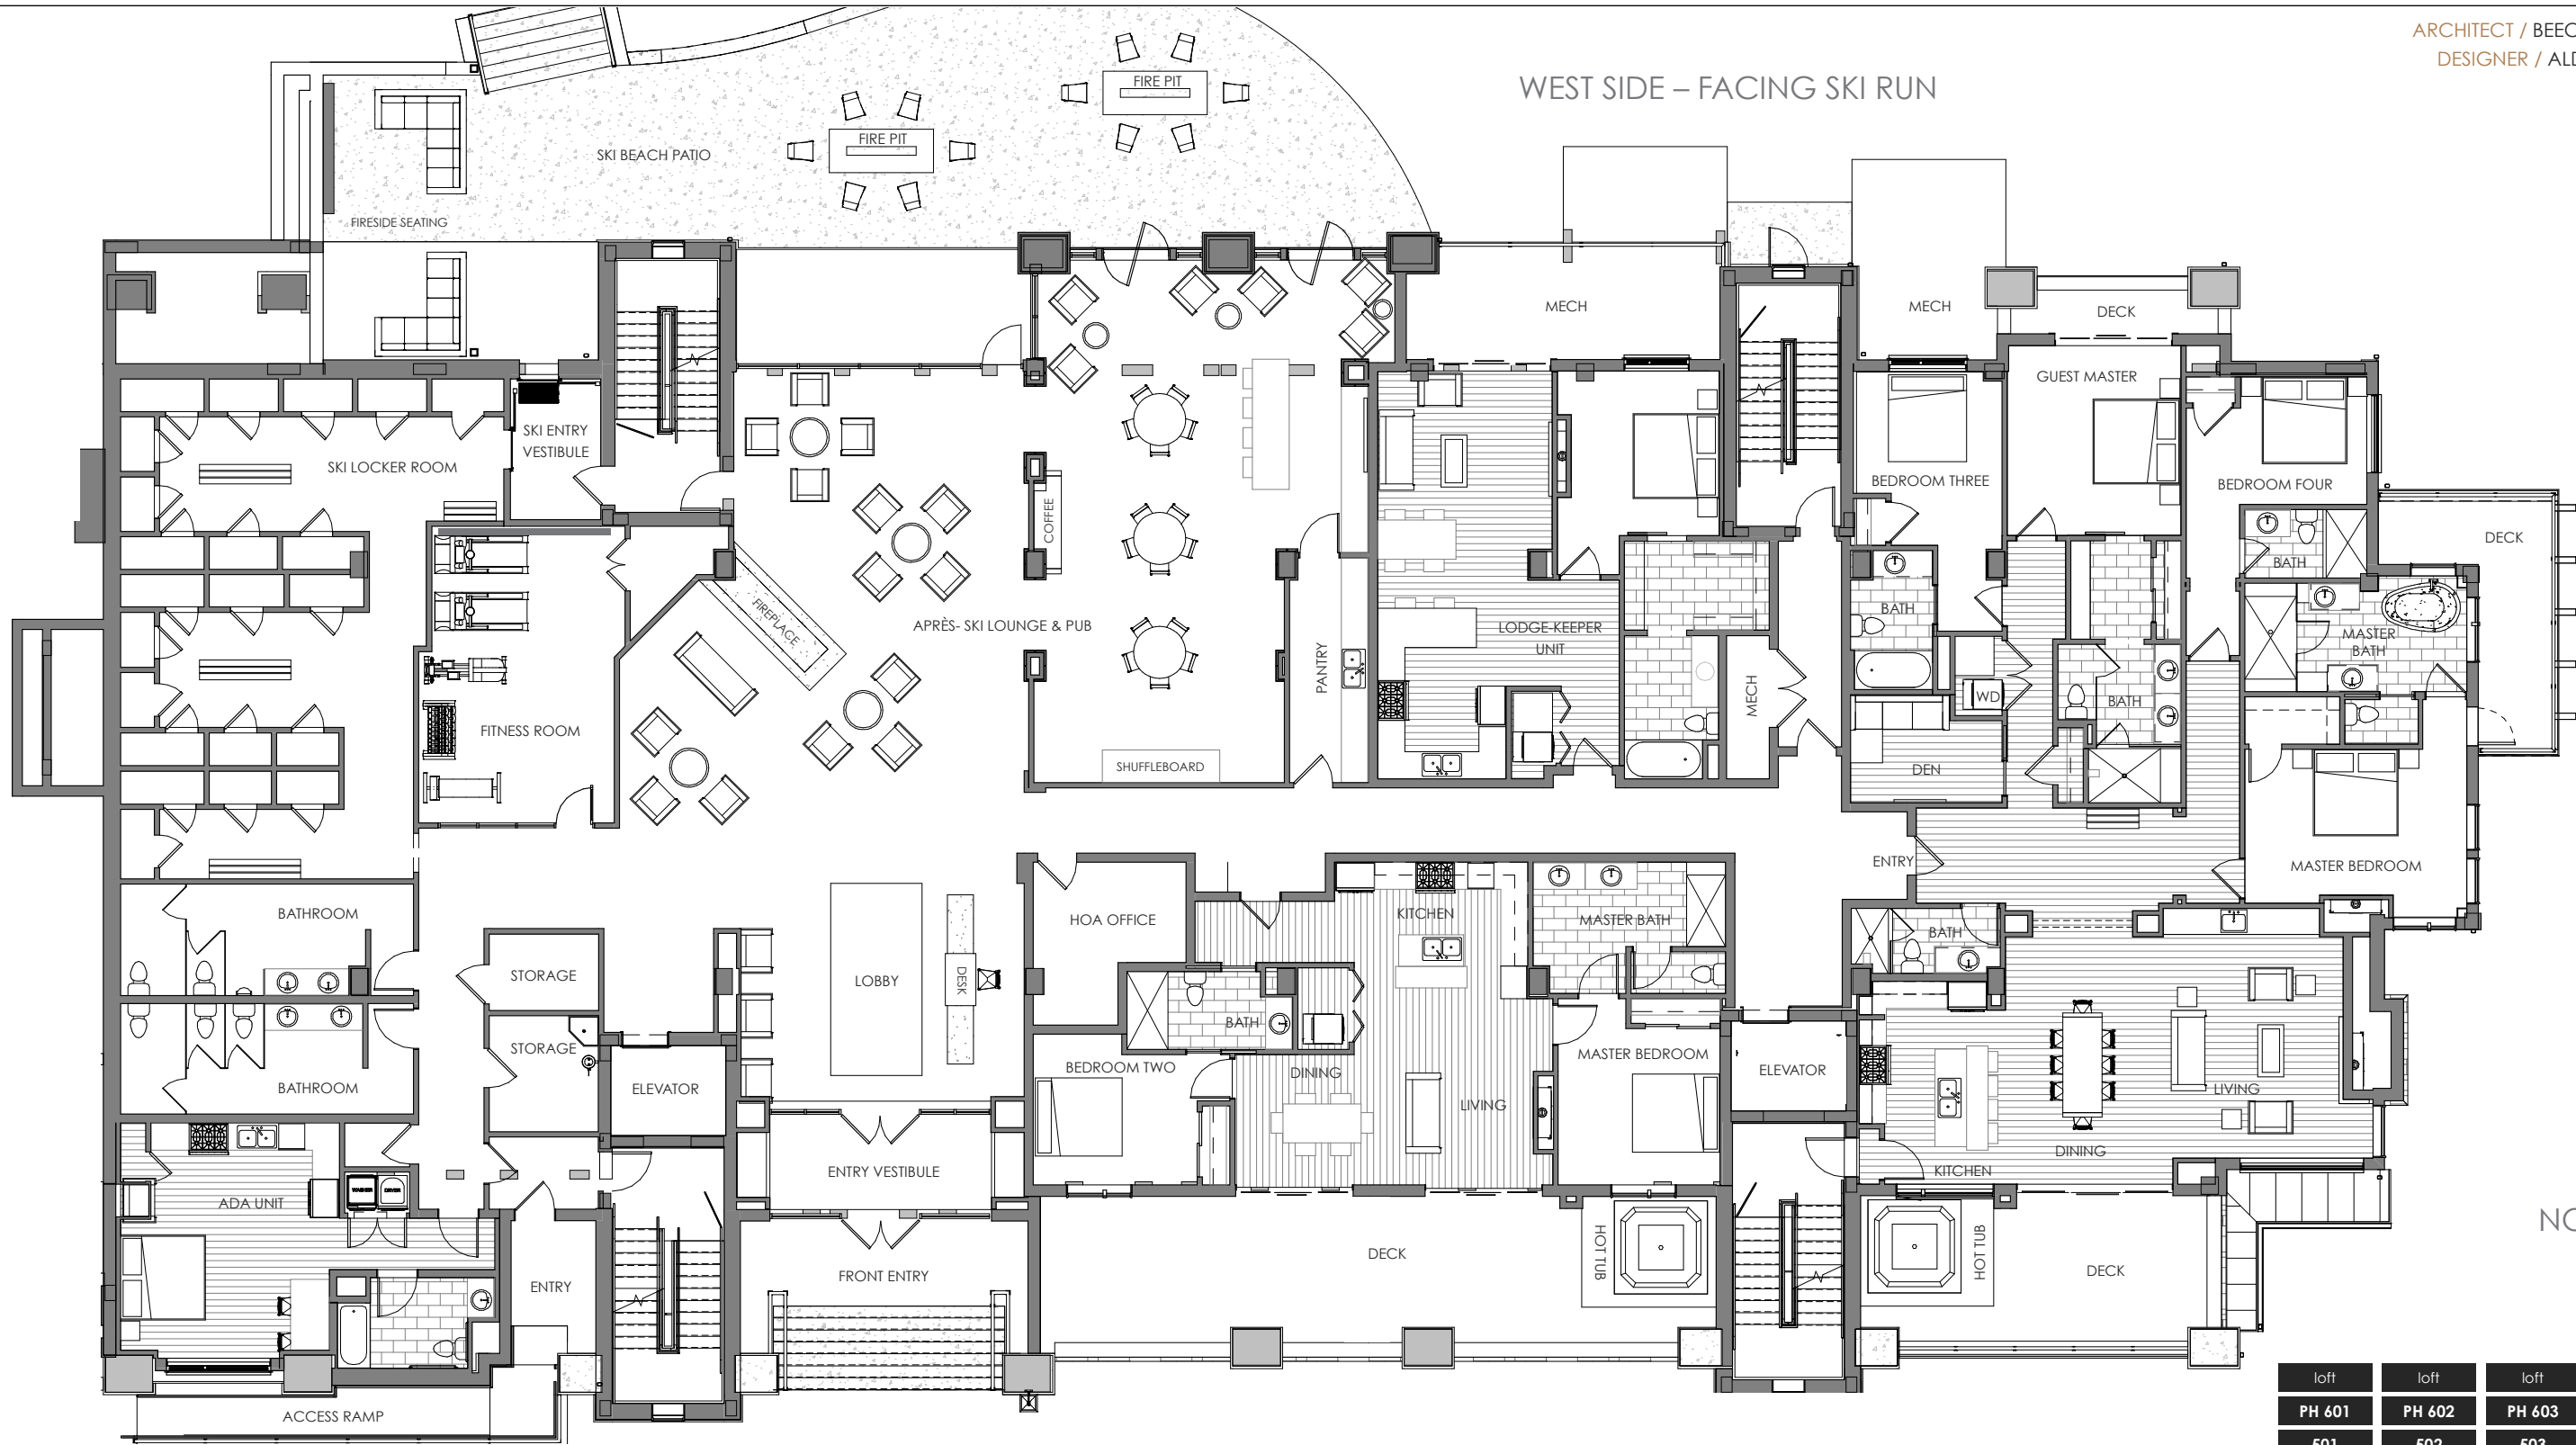 ARCHITECT / BEEC
DESIGNER / ALD
WEST SIDE – FACING SKI RUN
FIRE PIT
FIRE PIT
SKI BEACH PATIO
FIRESIDE SEATING
MECH
MECH
DECK
GUEST MASTER
SKI ENTRY
VESTIBULE
SKI LOCKER ROOM
BEDROOM THREE
BEDROOM FOUR
COFFEE
DECK
BATH
BATH
FIREPLACE
APRÈS- SKI LOUNGE & PUB
LODGE-KEEPER
UNIT
MASTER
BATH
PANTRY
MECH
WD
BATH
FITNESS ROOM
SHUFFLEBOARD
DEN
ENTRY
MASTER BEDROOM
BATHROOM
HOA OFFICE
KITCHEN
MASTER BATH
BATH
STORAGE
LOBBY
DESK
BATH
STORAGE
BEDROOM TWO
MASTER BEDROOM
DINING
ELEVATOR
BATHROOM
ELEVATOR
LIVING
LIVING
DINING
ENTRY VESTIBULE
KITCHEN
WASHER
DRYER
ADA UNIT
NO
HOT TUB
DECK
HOT TUB
DECK
FRONT ENTRY
ENTRY
ACCESS RAMP
loft
loft
loft
PH 601
PH 602
PH 603
501
502
503